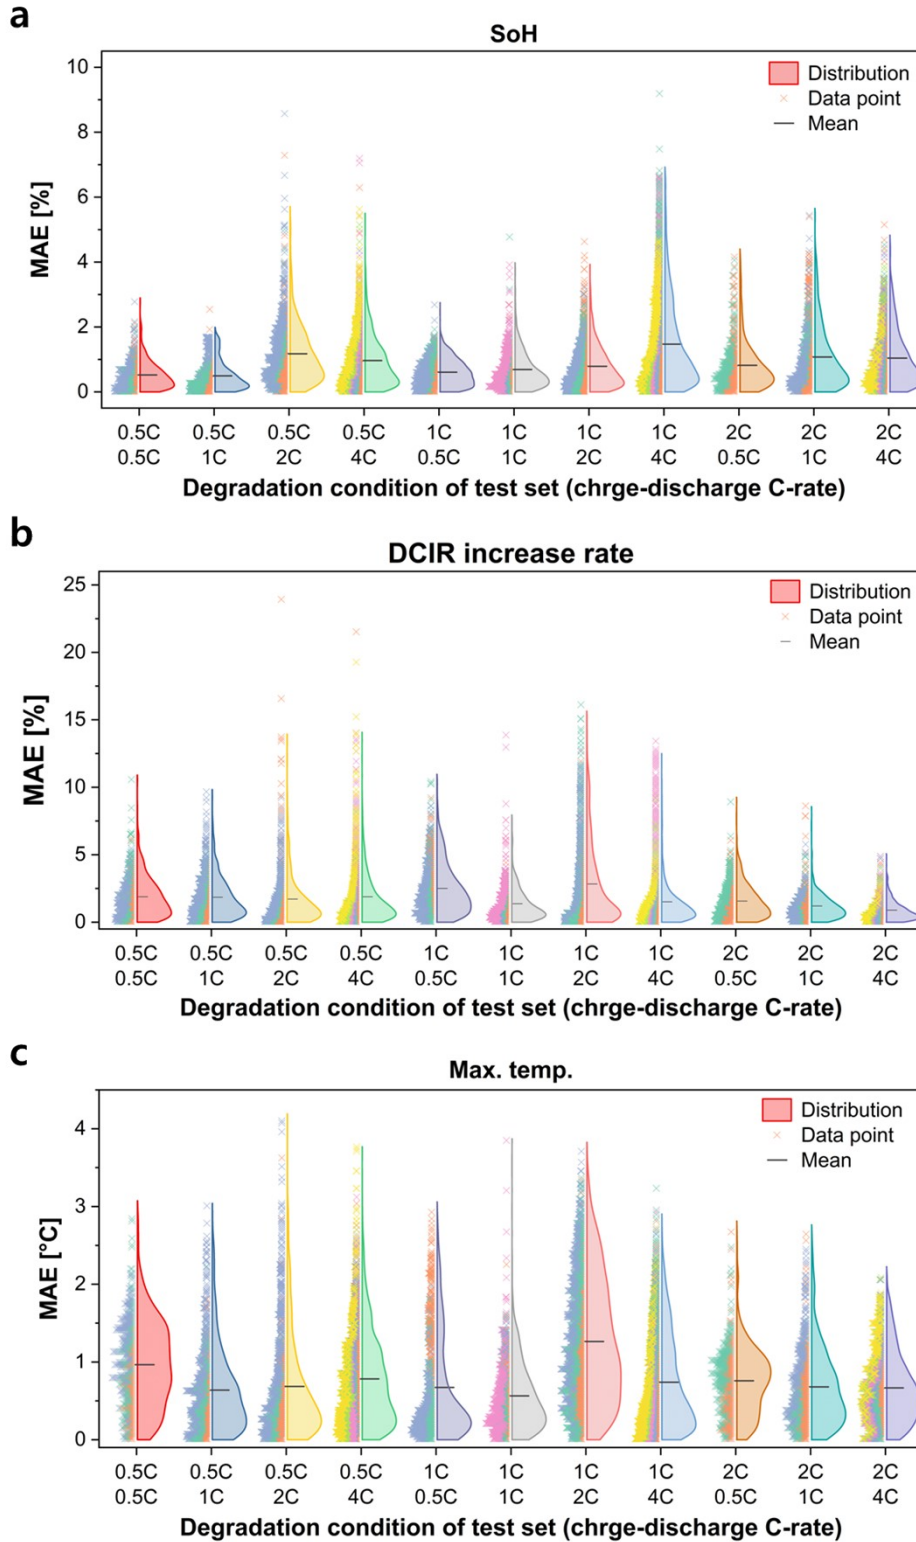 a
SoH
10
8
6
4
2
0
MAE [%]
Distribution
Data point
Mean
0.5C 0.5C 0.5C 0.5C 1C 1C 1C 1C 2C 2C 2C
0.5C 1C 2C 4C 0.5C 1C 2C 4C 0.5C 1C 4C
Degradation condition of test set (chrge-discharge C-rate)
b
DCIR increase rate
25
20
15
10
5
0
MAE [%]
Distribution
Data point
Mean
0.5C 0.5C 0.5C 0.5C 1C 1C 1C 1C 2C 2C 2C
0.5C 1C 2C 4C 0.5C 1C 2C 4C 0.5C 1C 4C
Degradation condition of test set (chrge-discharge C-rate)
c
Max. temp.
4
3
2
1
0
MAE [°C]
Distribution
Data point
Mean
0.5C 0.5C 0.5C 0.5C 1C 1C 1C 1C 2C 2C 2C
0.5C 1C 2C 4C 0.5C 1C 2C 4C 0.5C 1C 4C
Degradation condition of test set (chrge-discharge C-rate)